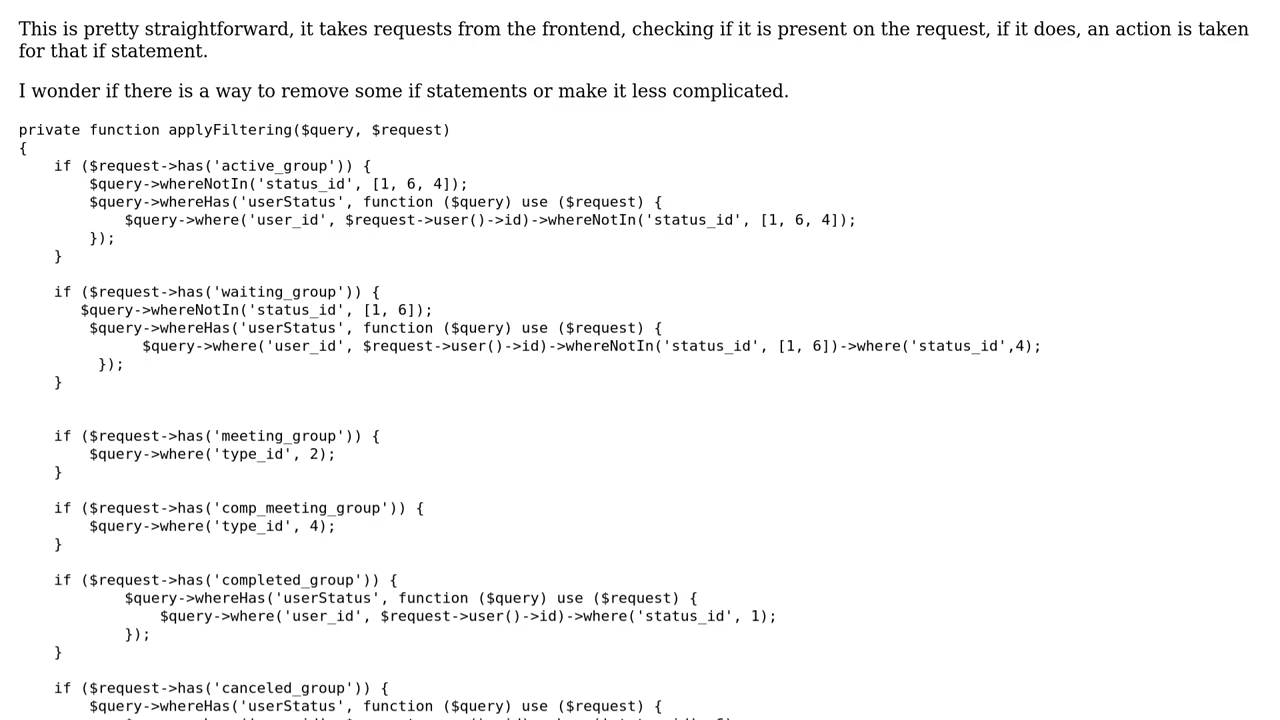 This is pretty straightforward, it takes requests from the frontend, checking if it is present on the request, if it does, an action is taken
for that if statement.
I wonder if there is a way to remove some if statements or make it less complicated.
private function applyFiltering($query, $request)
{
    if ($request->has('active_group')) {
        $query->whereNotIn('status_id', [1, 6, 4]);
        $query->whereHas('userStatus', function ($query) use ($request) {
            $query->where('user_id', $request->user()->id)->whereNotIn('status_id', [1, 6, 4]);
        });
    }
    if ($request->has('waiting_group')) {
       $query->whereNotIn('status_id', [1, 6]);
        $query->whereHas('userStatus', function ($query) use ($request) {
              $query->where('user_id', $request->user()->id)->whereNotIn('status_id', [1, 6])->where('status_id',4);
         });
    }
    if ($request->has('meeting_group')) {
        $query->where('type_id', 2);
    }
    if ($request->has('comp_meeting_group')) {
        $query->where('type_id', 4);
    }
    if ($request->has('completed_group')) {
            $query->whereHas('userStatus', function ($query) use ($request) {
                $query->where('user_id', $request->user()->id)->where('status_id', 1);
            });
    }
    if ($request->has('canceled_group')) {
        $query->whereHas('userStatus', function ($query) use ($request) {